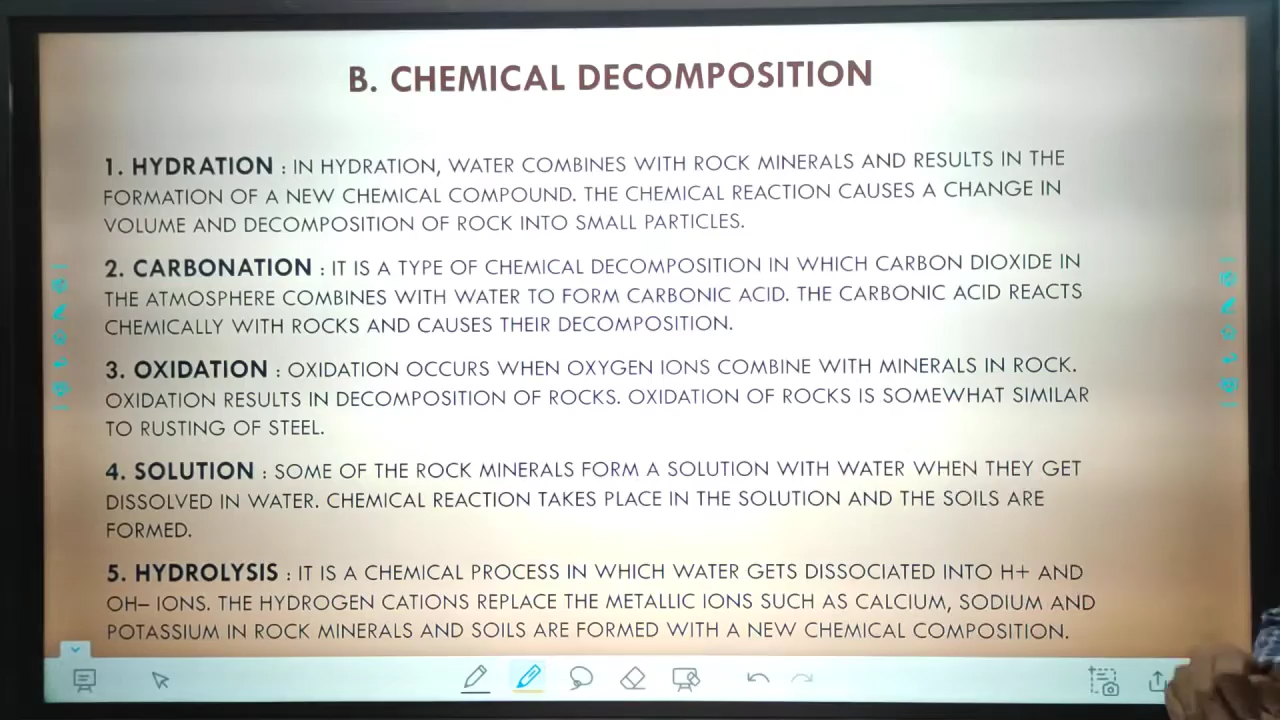 B. CHEMICAL DECOMPOSITION
1. HYDRATION : IN HYDRATION, WATER COMBINES WITH ROCK MINERALS AND RESULTS IN THE
FORMATION OF A NEW CHEMICAL COMPOUND. THE CHEMICAL REACTION CAUSES A CHANGE IN
VOLUME AND DECOMPOSITION OF ROCK INTO SMALL PARTICLES.
2. CARBONATION : IT IS A TYPE OF CHEMICAL DECOMPOSITION IN WHICH CARBON DIOXIDE IN
THE ATMOSPHERE COMBINES WITH WATER TO FORM CARBONIC ACID. THE CARBONIC ACID REACTS
CHEMICALLY WITH ROCKS AND CAUSES THEIR DECOMPOSITION.
3. OXIDATION : OXIDATION OCCURS WHEN OXYGEN IONS COMBINE WITH MINERALS IN ROCK.
OXIDATION RESULTS IN DECOMPOSITION OF ROCKS. OXIDATION OF ROCKS IS SOMEWHAT SIMILAR
TO RUSTING OF STEEL.
4. SOLUTION : SOME OF THE ROCK MINERALS FORM A SOLUTION WITH WATER WHEN THEY GET
DISSOLVED IN WATER. CHEMICAL REACTION TAKES PLACE IN THE SOLUTION AND THE SOILS ARE
FORMED.
5. HYDROLYSIS : IT IS A CHEMICAL PROCESS IN WHICH WATER GETS DISSOCIATED INTO H+ AND
OH– IONS. THE HYDROGEN CATIONS REPLACE THE METALLIC IONS SUCH AS CALCIUM, SODIUM AND
POTASSIUM IN ROCK MINERALS AND SOILS ARE FORMED WITH A NEW CHEMICAL COMPOSITION.